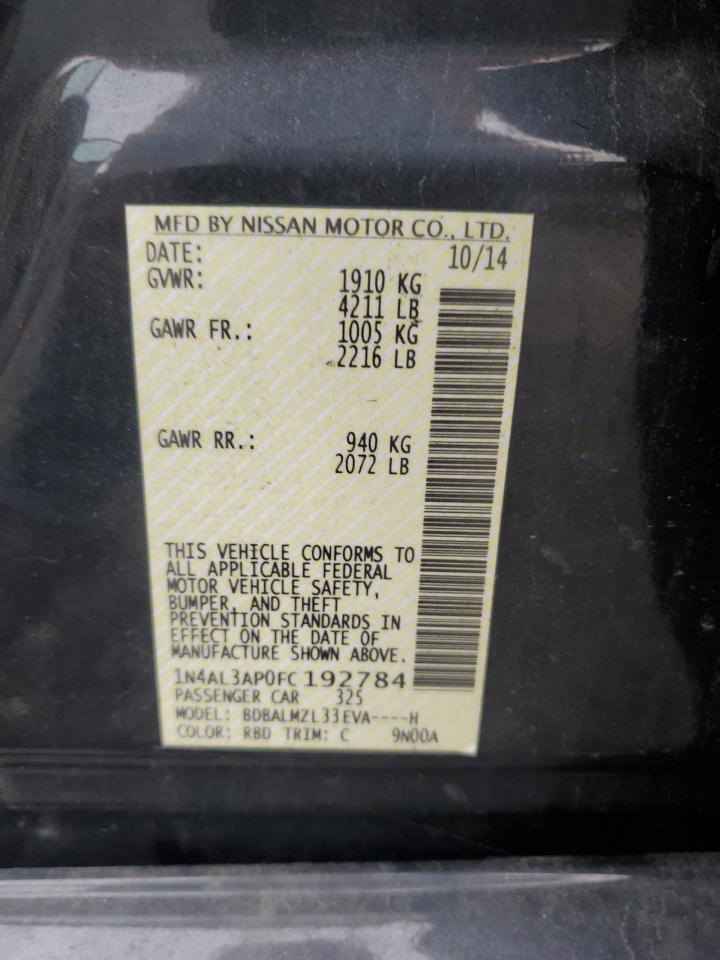 MFD BY NISSAN MOTOR CO., LTD.
DATE: 10/14
GVWR: 1910 KG
4211 LB
GAWR FR.: 1005 KG
2216 LB
GAWR RR.: 940 KG
2072 LB
THIS VEHICLE CONFORMS TO
ALL APPLICABLE FEDERAL
MOTOR VEHICLE SAFETY,
BUMPER, AND THEFT
PREVENTION STANDARDS IN
EFFECT ON THE DATE OF
MANUFACTURE SHOWN ABOVE.
1N4AL3AP0FC192784
PASSENGER CAR 325
MODEL: BDBALMZL33EVA----H
COLOR: RBD TRIM: C 9N00A